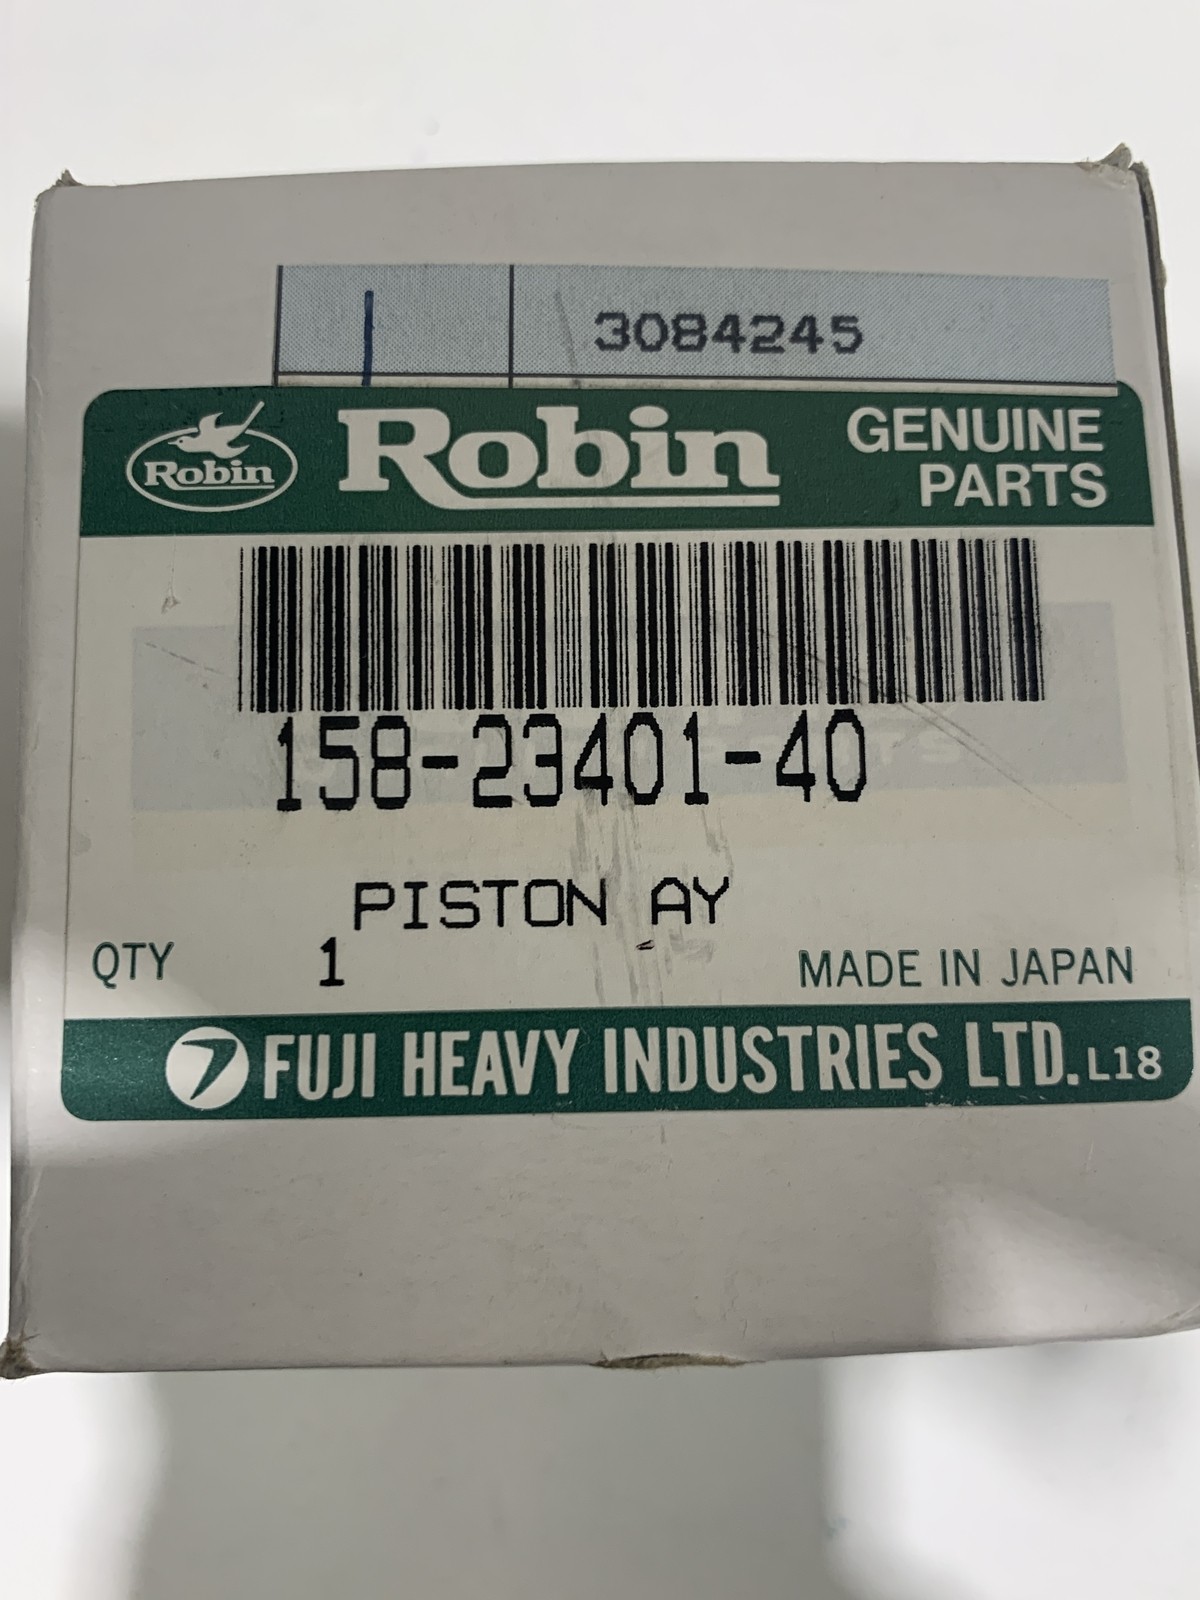 3084245
Robin
Robin
GENUINE
PARTS
158-23401-40
PISTON AY
QTY 1
MADE IN JAPAN
FUJI HEAVY INDUSTRIES LTD. L18